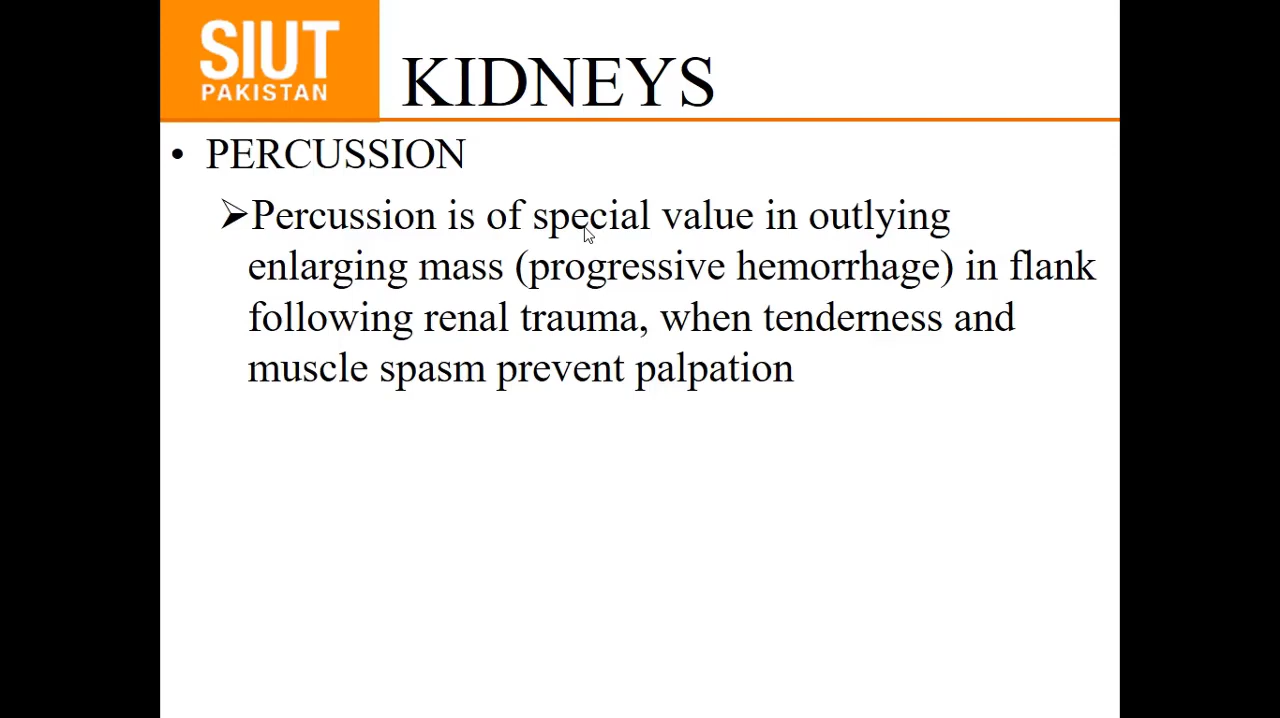 SIUT
PAKISTAN
KIDNEYS
• PERCUSSION
➢Percussion is of special value in outlying
enlarging mass (progressive hemorrhage) in flank
following renal trauma, when tenderness and
muscle spasm prevent palpation